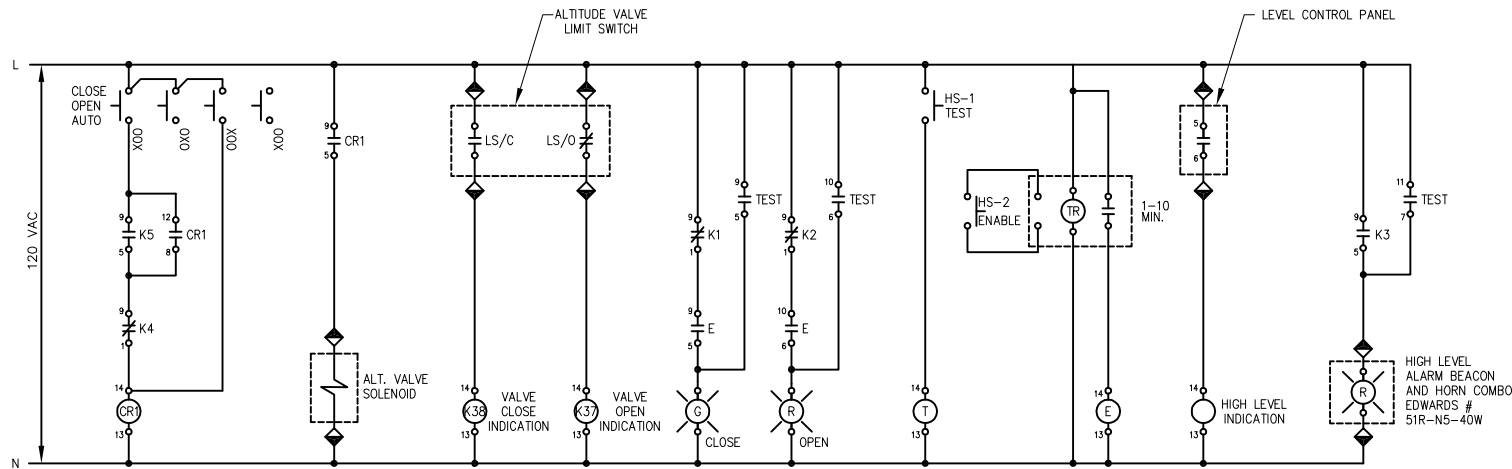 ALTITUDE VALVE
LIMIT SWITCH
LEVEL CONTROL PANEL
L
120 VAC
N
CLOSE
OPEN
AUTO
XOO
OXO
XOO
OOX
9
K5
5
12
CR1
8
9
K4
1
14
CR1
13
9
CR1
5
ALT. VALVE
SOLENOID
LS/C
LS/O
14
K38
13
VALVE
CLOSE
INDICATION
14
K37
13
VALVE
OPEN
INDICATION
9
K1
1
9
TEST
5
9
E
5
G
CLOSE
9
K2
1
10
TEST
6
10
E
6
R
OPEN
HS-1
TEST
14
T
13
HS-2
ENABLE
TR
1-10
MIN.
14
E
13
5
6
14
13
HIGH LEVEL
INDICATION
9
K3
5
11
TEST
7
R
HIGH LEVEL
ALARM BEACON
AND HORN COMBO
EDWARDS #
51R-N5-40W